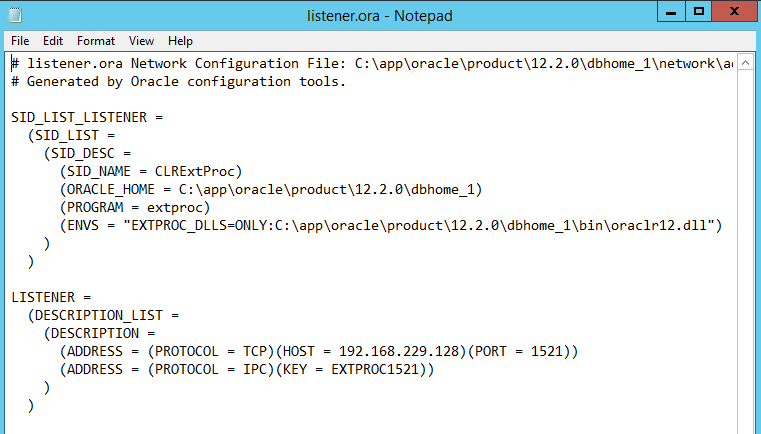 listener.ora - Notepad
File Edit Format View Help
# listener.ora Network Configuration File: C:\app\oracle\product\12.2.0\dbhome_1\network\a
# Generated by Oracle configuration tools.
SID_LIST_LISTENER =
  (SID_LIST =
    (SID_DESC =
      (SID_NAME = CLRExtProc)
      (ORACLE_HOME = C:\app\oracle\product\12.2.0\dbhome_1)
      (PROGRAM = extproc)
      (ENVS = "EXTPROC_DLLS=ONLY:C:\app\oracle\product\12.2.0\dbhome_1\bin\oraclr12.dll")
    )
  )
LISTENER =
  (DESCRIPTION_LIST =
    (DESCRIPTION =
      (ADDRESS = (PROTOCOL = TCP)(HOST = 192.168.229.128)(PORT = 1521))
      (ADDRESS = (PROTOCOL = IPC)(KEY = EXTPROC1521))
    )
  )